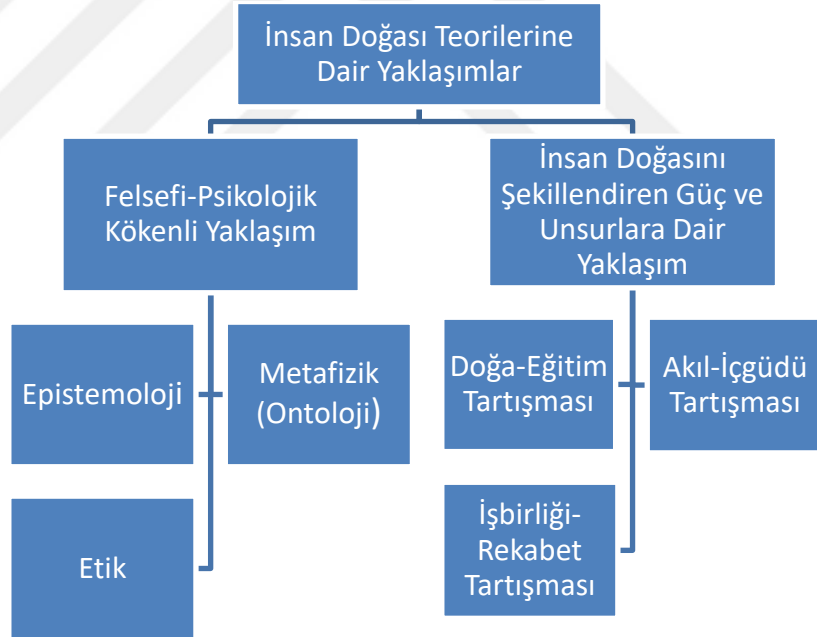 İnsan Doğası Teorilerine
Dair Yaklaşımlar
Felsefi-Psikolojik
Kökenli Yaklaşım
İnsan Doğasını
Şekillendiren Güç ve
Unsurlara Dair
Yaklaşım
Epistemoloji
Metafizik
(Ontoloji)
Doğa-Eğitim
Tartışması
Akıl-İçgüdü
Tartışması
Etik
İşbirliği-
Rekabet
Tartışması